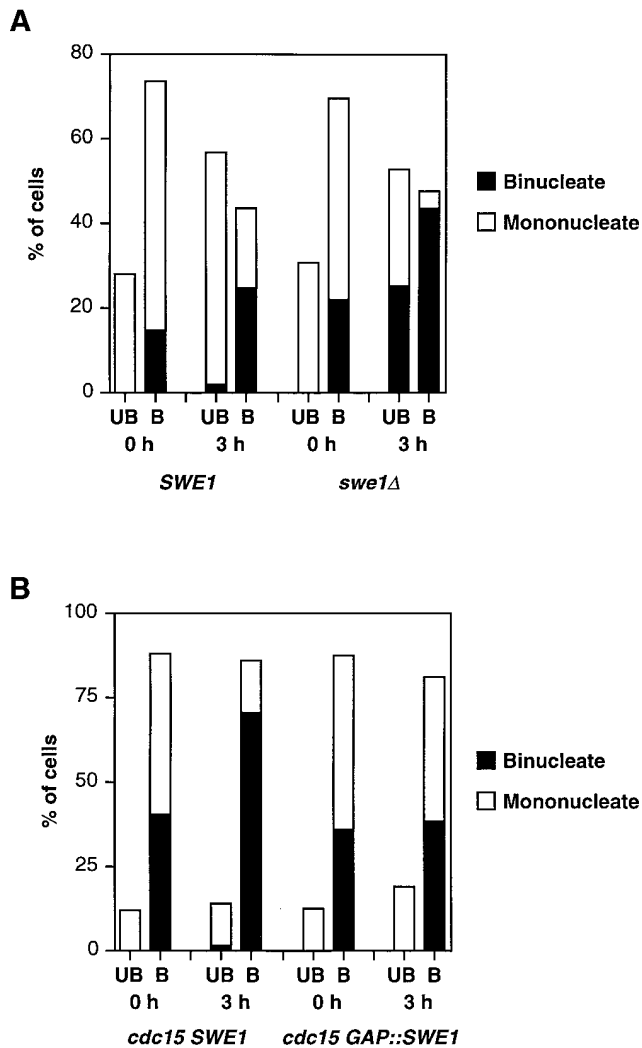 A
80
60
40
20
0
% of cells
Binucleate
Mononucleate
UB B UB B UB B UB B
0 h 3 h 0 h 3 h
SWE1 swe1Δ
B
100
75
50
25
0
% of cells
Binucleate
Mononucleate
UB B UB B UB B UB B
0 h 3 h 0 h 3 h
cdc15 SWE1 cdc15 GAP::SWE1